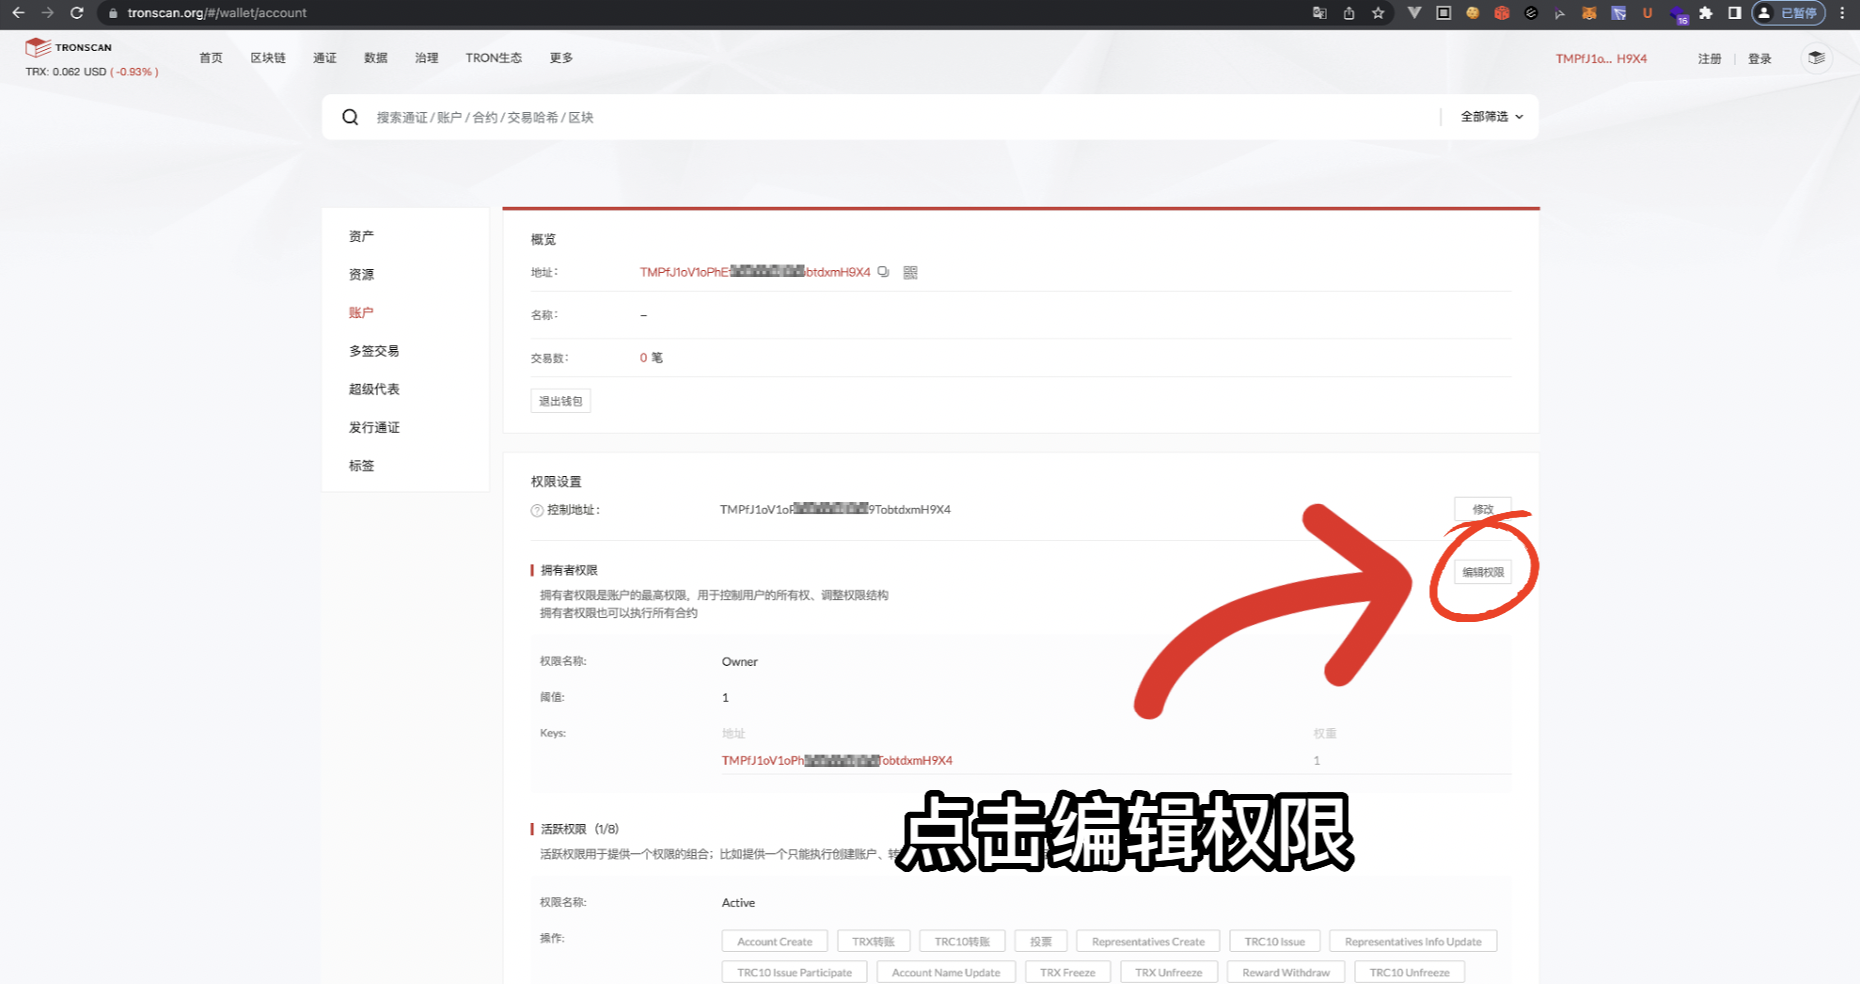 tronscan.org/#/wallet/account
16
已暂停
TRONSCAN
TRX: 0.062 USD (-0.93%)
首页 区块链 通证 数据 治理 TRON生态 更多
TMPfJ1o... H9X4 注册 登录
搜索通证 / 账户 / 合约 / 交易哈希 / 区块
全部筛选
资产
资源
账户
多签交易
超级代表
发行通证
标签
概览
地址: TMPfJ1oV1oPhE btdxmH9X4
名称: –
交易数: 0 笔
退出钱包
权限设置
控制地址: TMPfJ1oV1oP 9TobtdxmH9X4 修改
拥有者权限 编辑权限
拥有者权限是账户的最高权限，用于控制用户的所有权、调整权限结构
拥有者权限也可以执行所有合约
权限名称: Owner
阈值: 1
Keys: 地址 权重
TMPfJ1oV1oPh TobtdxmH9X4 1
点击编辑权限
活跃权限 (1/8)
活跃权限用于提供一个权限的组合；比如提供一个只能执行创建账户、转
权限名称: Active
操作: Account Create TRX转账 TRC10转账 投票 Representatives Create TRC10 Issue Representatives Info Update
TRC10 Issue Participate Account Name Update TRX Freeze TRX Unfreeze Reward Withdraw TRC10 Unfreeze